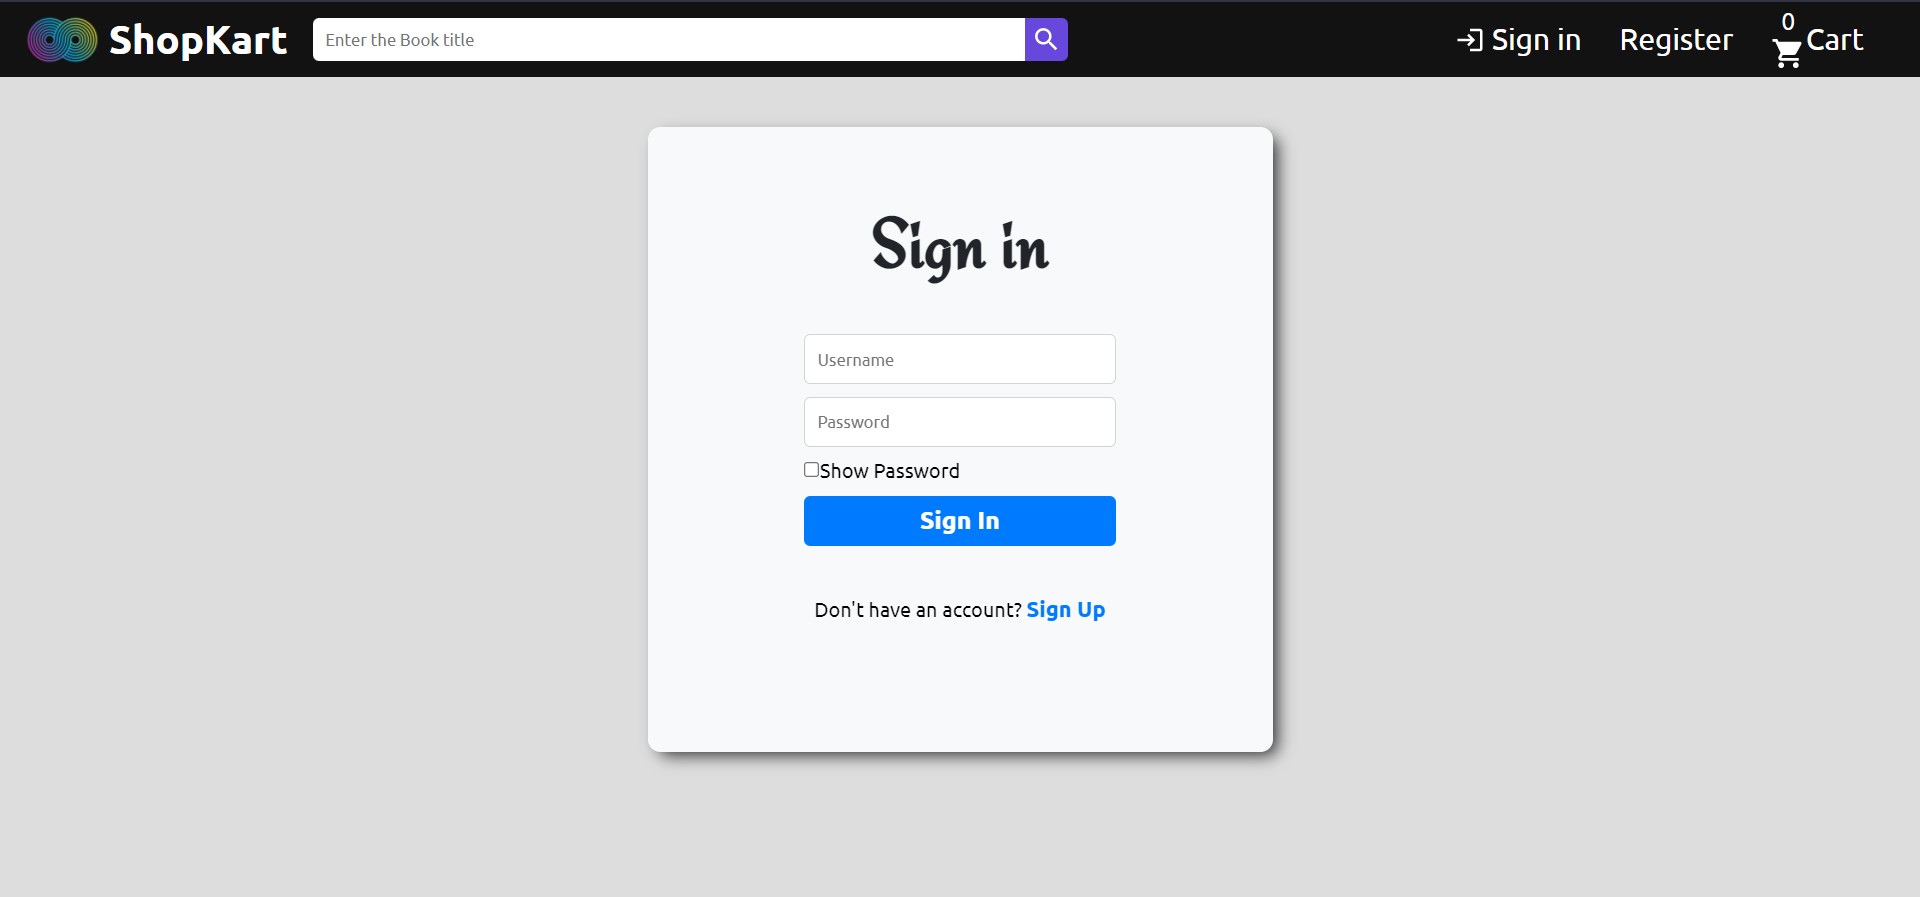 ShopKart
Enter the Book title
Sign in
Register
0
Cart
Sign in
Username
Password
Show Password
Sign In
Don't have an account? Sign Up